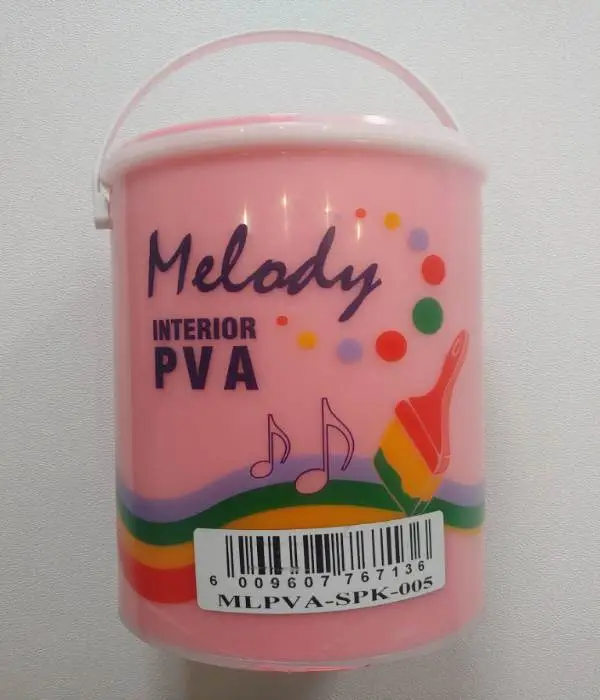 Melody
INTERIOR
PVA
6 009607 767136
MLPVA-SPK-005